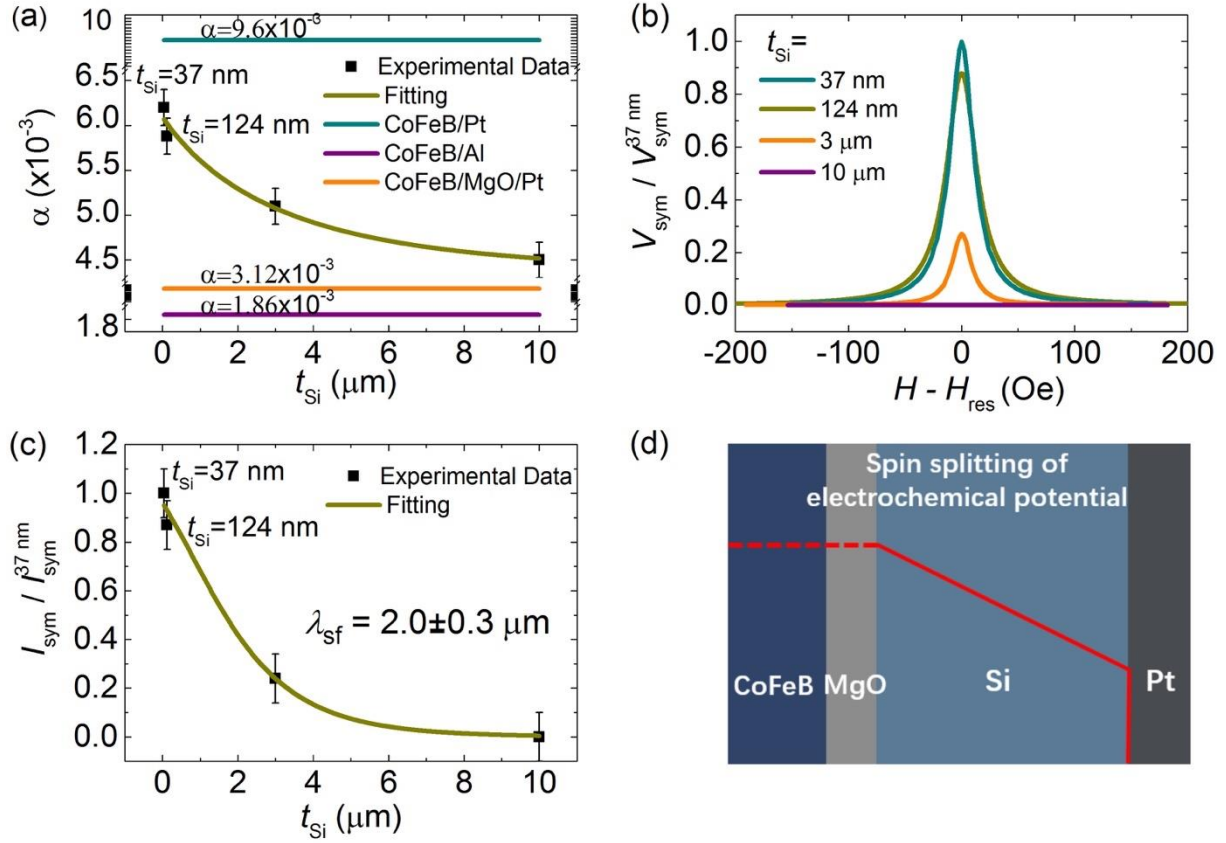 (a)
α=9.6x10⁻³
6.5
6.0
5.5
5.0
4.5
1.8
α (x10⁻³)
t_Si=37 nm
t_Si=124 nm
Experimental Data
Fitting
CoFeB/Pt
CoFeB/Al
CoFeB/MgO/Pt
α=3.12x10⁻³
α=1.86x10⁻³
0 2 4 6 8 10
t_Si (μm)
(b)
t_Si=
37 nm
124 nm
3 μm
10 μm
1.0
0.8
0.6
0.4
0.2
0.0
V_sym / V_sym^37 nm
-200 -100 0 100 200
H - H_res (Oe)
(c)
1.2
1.0
0.8
0.6
0.4
0.2
0.0
I_sym / I_sym^37 nm
t_Si=37 nm
t_Si=124 nm
Experimental Data
Fitting
λ_sf = 2.0±0.3 μm
0 2 4 6 8 10
t_Si (μm)
(d)
Spin splitting of
electrochemical potential
CoFeB MgO Si Pt